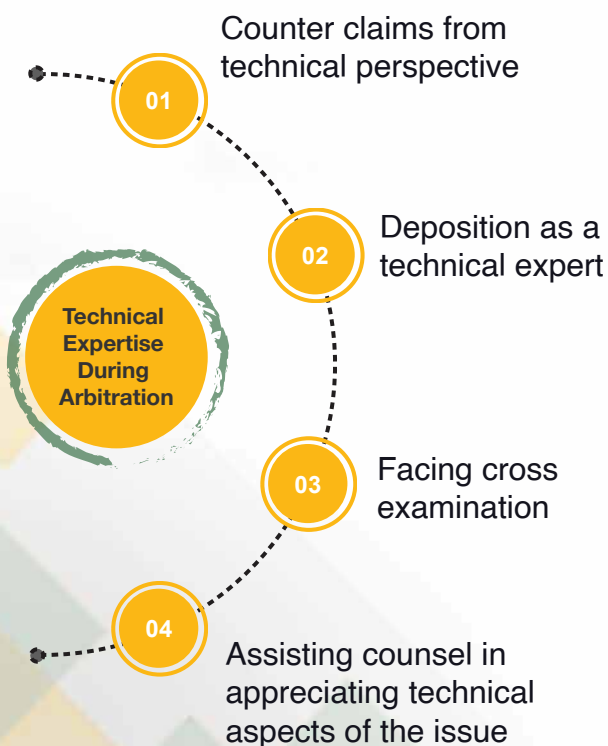 Counter claims from
technical perspective
01
Deposition as a
technical expert
02
Technical
Expertise
During
Arbitration
Facing cross
examination
03
04
Assisting counsel in
appreciating technical
aspects of the issue